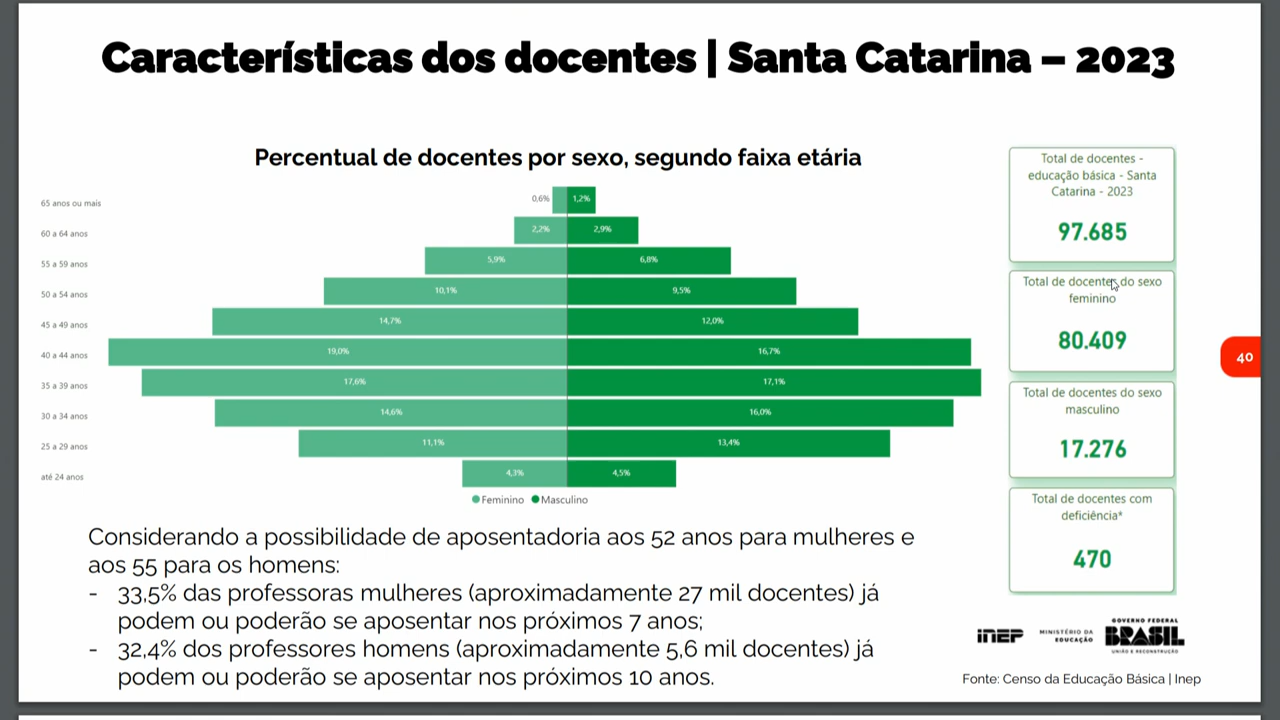 Características dos docentes | Santa Catarina – 2023
Percentual de docentes por sexo, segundo faixa etária
65 anos ou mais 0,6% 1,2%
60 a 64 anos 2,2% 2,9%
55 a 59 anos 5,9% 6,8%
50 a 54 anos 10,1% 9,5%
45 a 49 anos 14,7% 12,0%
40 a 44 anos 19,0% 16,7%
35 a 39 anos 17,6% 17,1%
30 a 34 anos 14,6% 16,0%
25 a 29 anos 11,1% 13,4%
até 24 anos 4,3% 4,5%
Feminino Masculino
Total de docentes -
educação básica - Santa
Catarina - 2023
97.685
Total de docentes do sexo
feminino
80.409
Total de docentes do sexo
masculino
17.276
Total de docentes com
deficiência*
470
40
Considerando a possibilidade de aposentadoria aos 52 anos para mulheres e
aos 55 para os homens:
- 33,5% das professoras mulheres (aproximadamente 27 mil docentes) já
podem ou poderão se aposentar nos próximos 7 anos;
- 32,4% dos professores homens (aproximadamente 5,6 mil docentes) já
podem ou poderão se aposentar nos próximos 10 anos.
inep
MINISTÉRIO DA
EDUCAÇÃO
GOVERNO FEDERAL
BRASIL
UNIÃO E RECONSTRUÇÃO
Fonte: Censo da Educação Básica | Inep